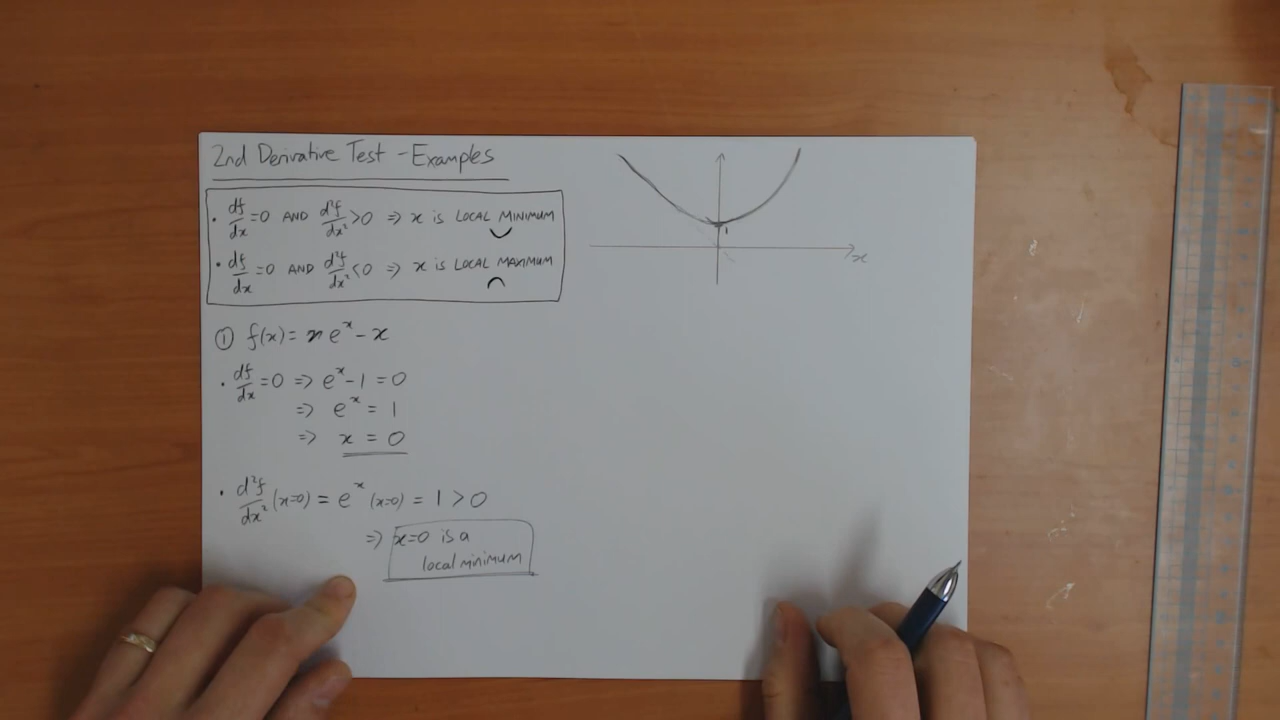 2nd Derivative Test - Examples
• df/dx = 0 AND d²f/dx² > 0 ⇒ x is LOCAL MINIMUM
• df/dx = 0 AND d²f/dx² < 0 ⇒ x is LOCAL MAXIMUM
① f(x) = e^x - x
• df/dx = 0 ⇒ e^x - 1 = 0
⇒ e^x = 1
⇒ x = 0
• d²f/dx² (x=0) = e^x (x=0) = 1 > 0
⇒ x=0 is a
local minimum
1
x